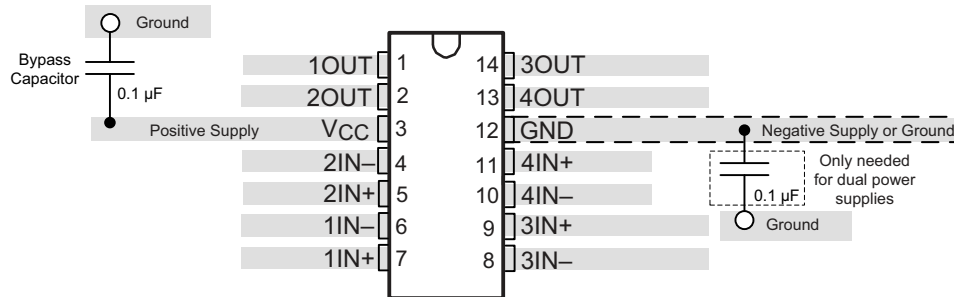 Ground
Bypass
Capacitor
0.1 µF
Positive Supply
1OUT 1
2OUT 2
VCC 3
2IN– 4
2IN+ 5
1IN– 6
1IN+ 7
14 3OUT
13 4OUT
12 GND
11 4IN+
10 4IN–
9 3IN+
8 3IN–
Negative Supply or Ground
Only needed
for dual power
supplies
0.1 µF
Ground